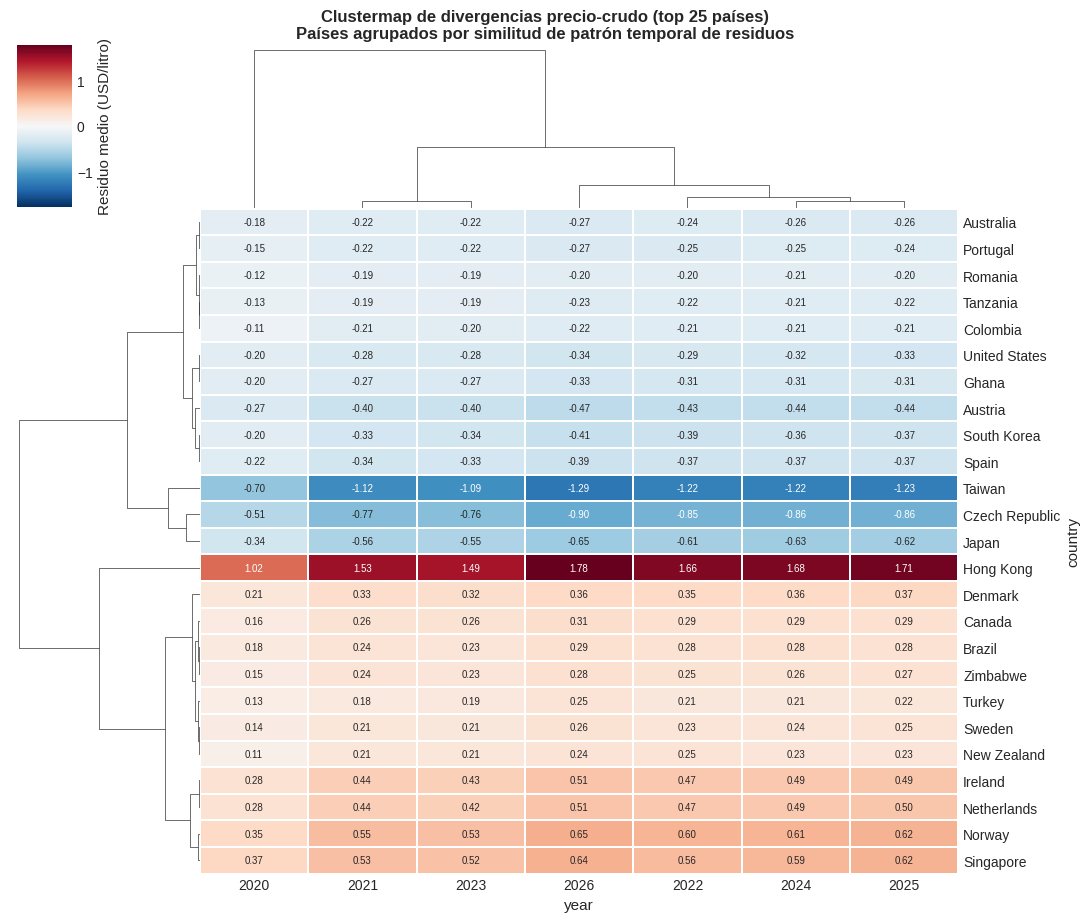 Clustermap de divergencias precio-crudo (top 25 países)
Países agrupados por similitud de patrón temporal de residuos
1
0
−1
Residuo medio (USD/litro)
-0.18 -0.22 -0.22 -0.27 -0.24 -0.26 -0.26 Australia
-0.15 -0.22 -0.22 -0.27 -0.25 -0.25 -0.24 Portugal
-0.12 -0.19 -0.19 -0.20 -0.20 -0.21 -0.20 Romania
-0.13 -0.19 -0.19 -0.23 -0.22 -0.21 -0.22 Tanzania
-0.11 -0.21 -0.20 -0.22 -0.21 -0.21 -0.21 Colombia
-0.20 -0.28 -0.28 -0.34 -0.29 -0.32 -0.33 United States
-0.20 -0.27 -0.27 -0.33 -0.31 -0.31 -0.31 Ghana
-0.27 -0.40 -0.40 -0.47 -0.43 -0.44 -0.44 Austria
-0.20 -0.33 -0.34 -0.41 -0.39 -0.36 -0.37 South Korea
-0.22 -0.34 -0.33 -0.39 -0.37 -0.37 -0.37 Spain
-0.70 -1.12 -1.09 -1.29 -1.22 -1.22 -1.23 Taiwan
-0.51 -0.77 -0.76 -0.90 -0.85 -0.86 -0.86 Czech Republic
-0.34 -0.56 -0.55 -0.65 -0.61 -0.63 -0.62 Japan
1.02 1.53 1.49 1.78 1.66 1.68 1.71 Hong Kong
0.21 0.33 0.32 0.36 0.35 0.36 0.37 Denmark
0.16 0.26 0.26 0.31 0.29 0.29 0.29 Canada
0.18 0.24 0.23 0.29 0.28 0.28 0.28 Brazil
0.15 0.24 0.23 0.28 0.25 0.26 0.27 Zimbabwe
0.13 0.18 0.19 0.25 0.21 0.21 0.22 Turkey
0.14 0.21 0.21 0.26 0.23 0.24 0.25 Sweden
0.11 0.21 0.21 0.24 0.25 0.23 0.23 New Zealand
0.28 0.44 0.43 0.51 0.47 0.49 0.49 Ireland
0.28 0.44 0.42 0.51 0.47 0.49 0.50 Netherlands
0.35 0.55 0.53 0.65 0.60 0.61 0.62 Norway
0.37 0.53 0.52 0.64 0.56 0.59 0.62 Singapore
country
2020 2021 2023 2026 2022 2024 2025
year